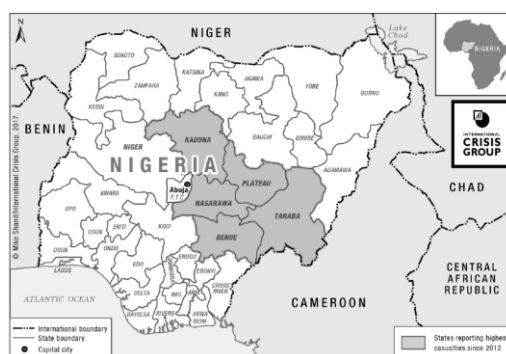 N
NIGER
Lake
Chad
NIGERIA
SOKOTO
KATSINA
JIGAWA
ZAMFARA
KANO
YOBE
BORNO
KEBBI
INTERNATIONAL
CRISIS
GROUP
BENIN
KADUNA
BAUCHI
GOMBE
NIGER
NIGERIA
ADAMAWA
PLATEAU
CHAD
Abuja
F.T.C.
NASARAWA
KWARA
TARABA
OYO
EKITI
KOGI
BENUE
OSUN
OSUN
ONDO
LAGOS
EDO
ENUGU
EBONYI
CENTRAL
AFRICAN
REPUBLIC
CROSS
RIVER
ATLANTIC OCEAN
DELTA
IMO
CAMEROON
BAYELSA
RIVERS
AKWA
IBOM
International boundary
State boundary
Capital city
States reporting highest
casualties since 2012
© Mike Shand/International Crisis Group, 2017.